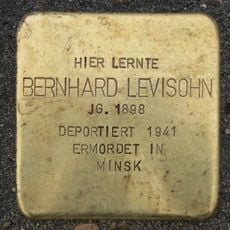 HIER LERNTE
BERNHARD LEVISOHN
JG. 1898
DEPORTIERT 1941
ERMORDET IN
MINSK